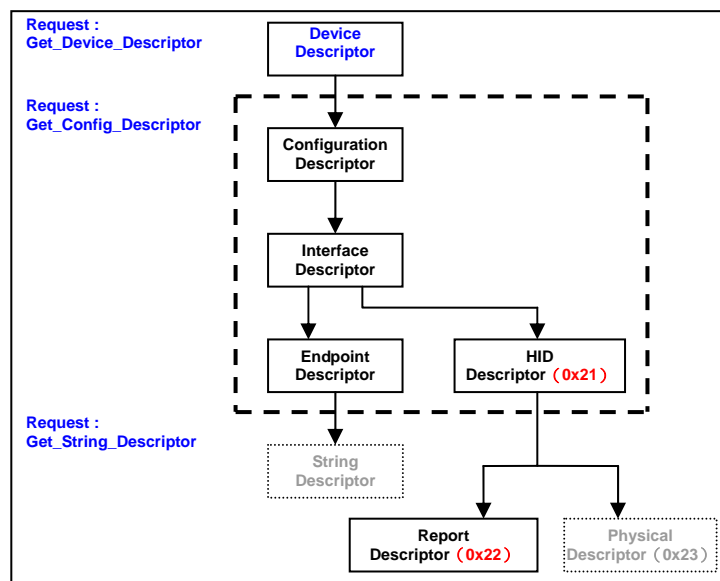 Request :
Get_Device_Descriptor
Device
Descriptor
Request :
Get_Config_Descriptor
Configuration
Descriptor
Interface
Descriptor
Endpoint
Descriptor
HID
Descriptor（0x21）
Request :
Get_String_Descriptor
String
Descriptor
Report
Descriptor（0x22）
Physical
Descriptor（0x23）